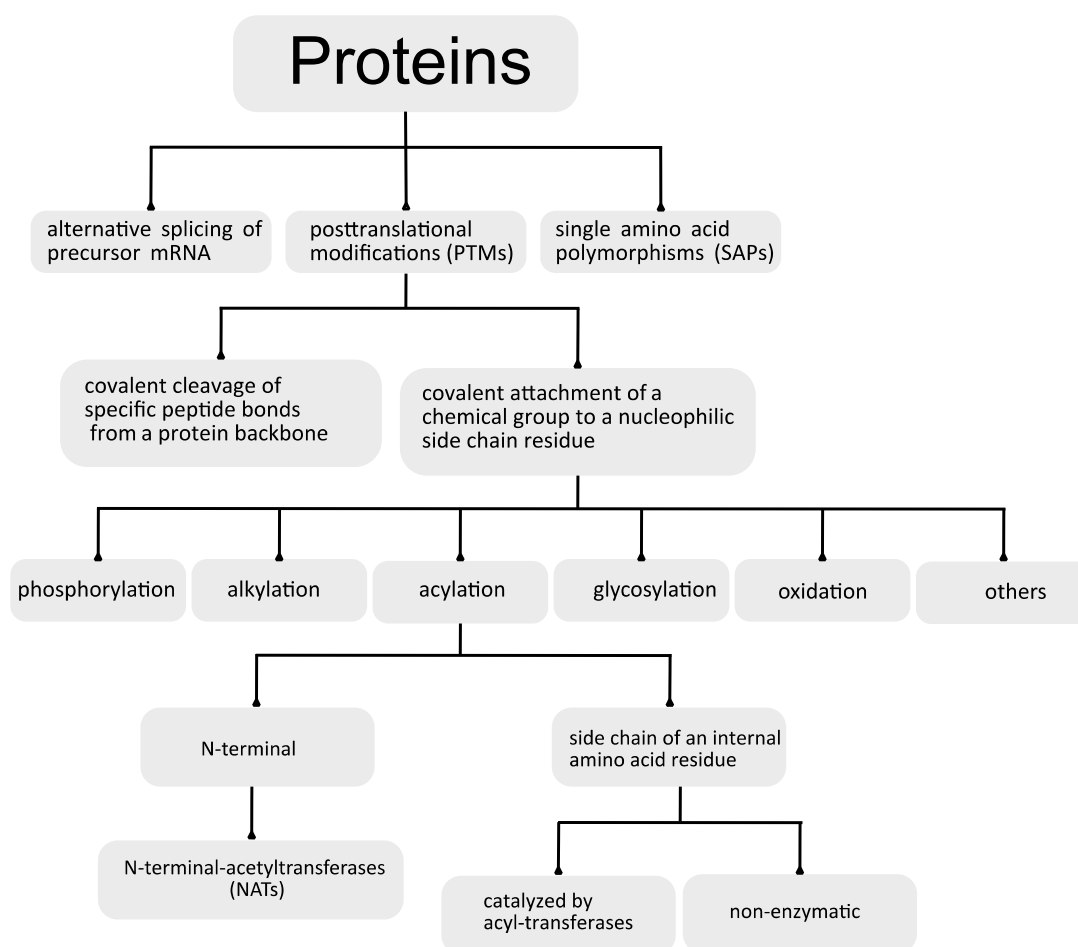 Proteins
alternative splicing of
precursor mRNA
posttranslational
modifications (PTMs)
single amino acid
polymorphisms (SAPs)
covalent cleavage of
specific peptide bonds
from a protein backbone
covalent attachment of a
chemical group to a nucleophilic
side chain residue
phosphorylation
alkylation
acylation
glycosylation
oxidation
others
N-terminal
side chain of an internal
amino acid residue
N-terminal-acetyltransferases
(NATs)
catalyzed by
acyl-transferases
non-enzymatic